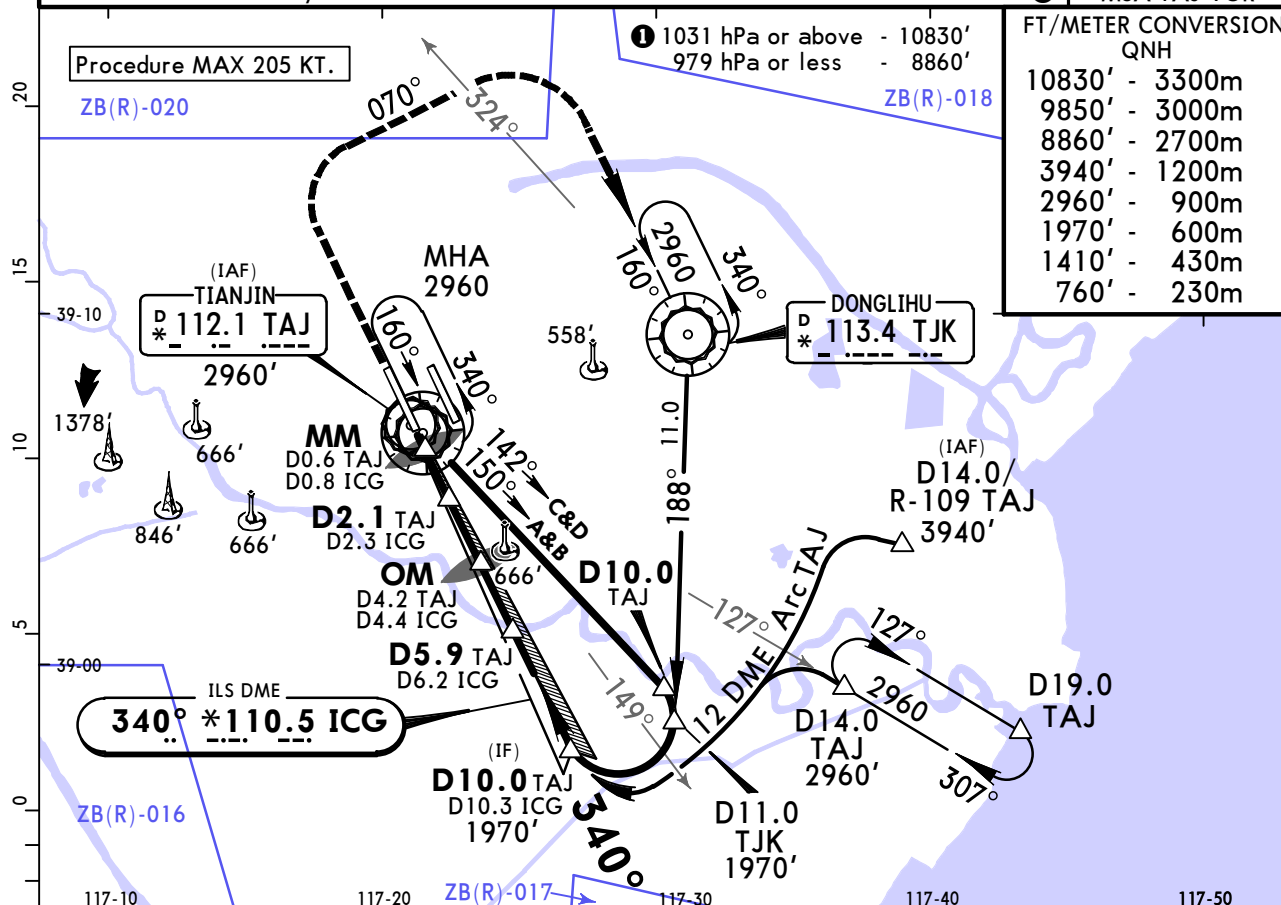 Procedure MAX 205 KT.
ZB(R)-020
❶ 1031 hPa or above - 10830'
979 hPa or less - 8860'
ZB(R)-018
FT/METER CONVERSION
QNH
10830' - 3300m
9850' - 3000m
8860' - 2700m
3940' - 1200m
2960' - 900m
1970' - 600m
1410' - 430m
760' - 230m
20
15
10
5
0
070°
324°
MHA
2960
(IAF)
TIANJIN
D
* 112.1 TAJ
2960'
39-10
160°
340°
2960
160°
340°
DONGLIHU
D
* 113.4 TJK
558'
1378'
666'
846'
666'
MM
D0.6 TAJ
D0.8 ICG
D2.1 TAJ
D2.3 ICG
OM
D4.2 TAJ
D4.4 ICG
666'
D5.9 TAJ
D6.2 ICG
142° C&D
150° A&B
11.0
188°
D10.0
TAJ
(IAF)
D14.0/
R-109 TAJ
3940'
12 DME Arc TAJ
127°
149°
127°
2960
307°
D19.0
TAJ
D14.0
TAJ
2960'
39-00
ILS DME
340° *110.5 ICG
(IF)
D10.0 TAJ
D10.3 ICG
1970'
340°
D11.0
TJK
1970'
ZB(R)-016
ZB(R)-017
117-10
117-20
117-30
117-40
117-50